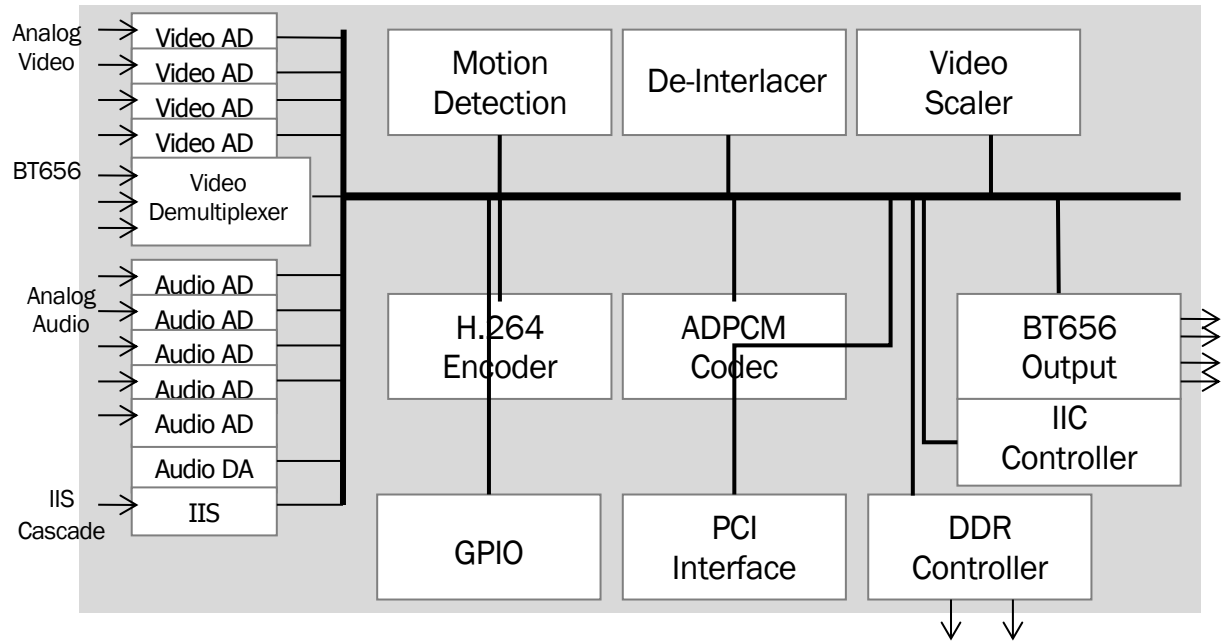 Analog
Video
BT656
Analog
Audio
IIS
Cascade
Video AD
Video AD
Video AD
Video AD
Video
Demultiplexer
Audio AD
Audio AD
Audio AD
Audio AD
Audio AD
Audio DA
IIS
Motion
Detection
De-Interlacer
Video
Scaler
H.264
Encoder
ADPCM
Codec
BT656
Output
IIC
Controller
GPIO
PCI
Interface
DDR
Controller